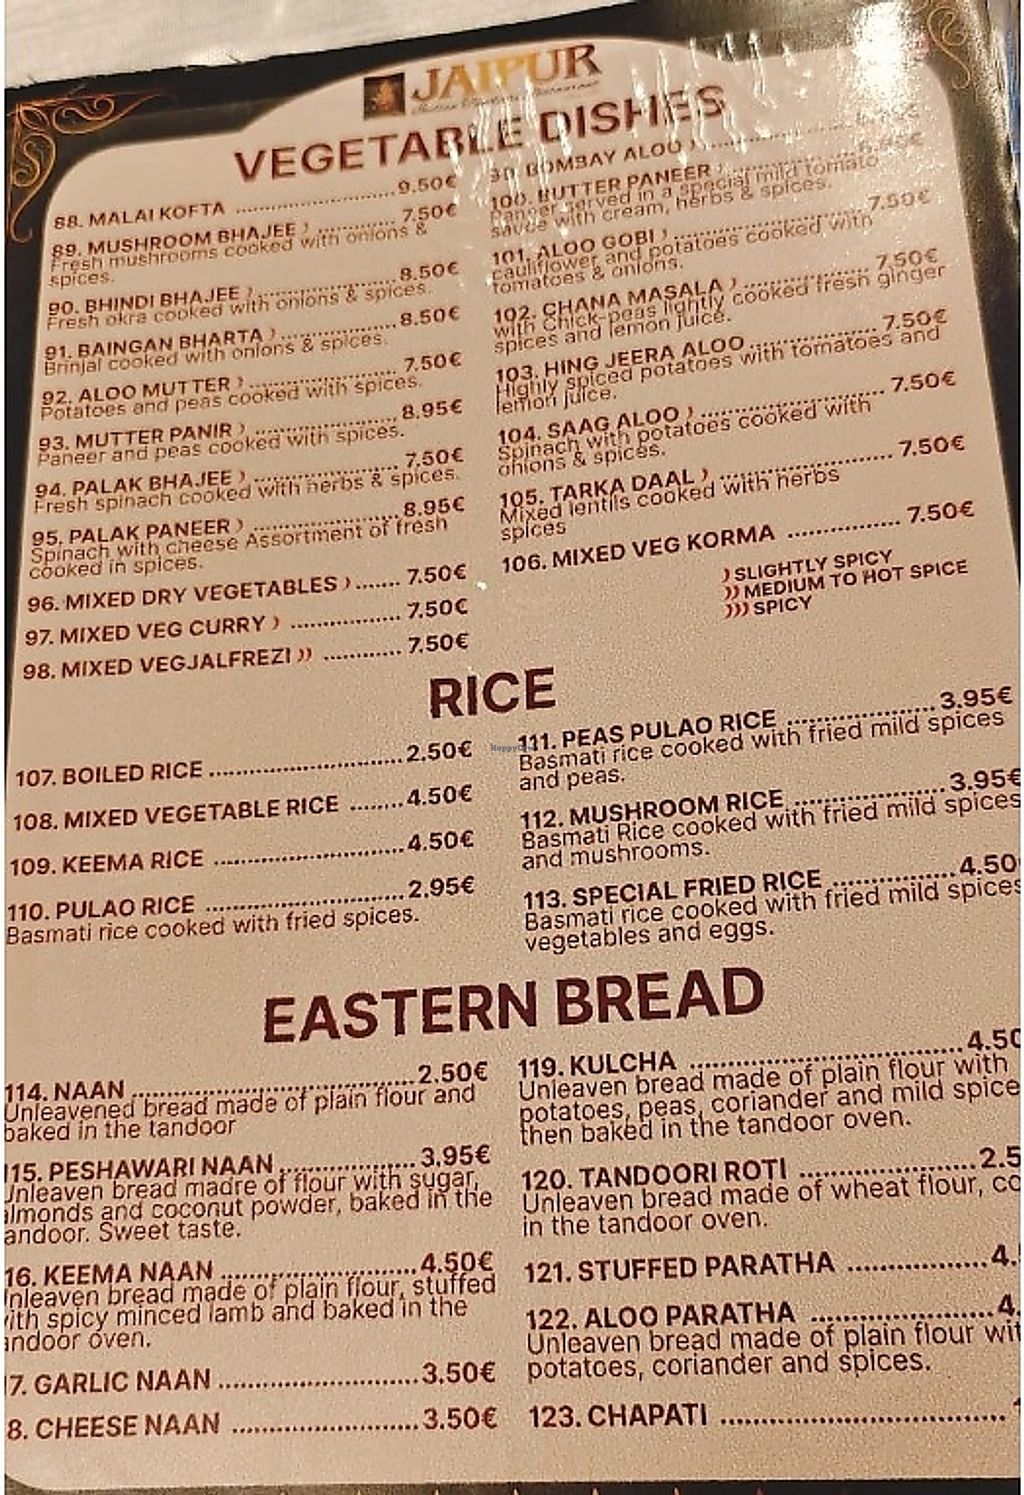 JAIPUR
VEGETABLE DISHES
88. MALAI KOFTA ..........................9.50€
89. MUSHROOM BHAJEE ) ............. 7.50€
Fresh mushrooms cooked with onions &
spices.
90. BHINDI BHAJEE ) .......................8.50€
Fresh okra cooked with onions & spices.
91. BAINGAN BHARTA ) ...................8.50€
Brinjal cooked with onions & spices.
92. ALOO MUTTER ) ........................ 7.50€
Potatoes and peas cooked with spices.
93. MUTTER PANIR ) .......................8.95€
Paneer and peas cooked with spices.
94. PALAK BHAJEE ) ....................... 7.50€
Fresh spinach cooked with herbs & spices.
95. PALAK PANEER ) .......................8.95€
Spinach with cheese Assortment of fresh
cooked in spices.
96. MIXED DRY VEGETABLES ) ....... 7.50€
97. MIXED VEG CURRY ) ................. 7.50€
98. MIXED VEGJALFREZI )) ............ 7.50€
BOMBAY ALOO )
100. BUTTER PANEER )
Paneer served in a special mild tomato
sauce with cream, herbs & spices.
101. ALOO GOBI ) .............................. 7.50€
cauliflower and potatoes cooked with
tomatoes & onions.
102. CHANA MASALA ) .................... 7.50€
with Chick-peas lightly cooked fresh ginger
spices and lemon juice.
103. HING JEERA ALOO ................... 7.50€
Highly spiced potatoes with tomatoes and
lemon juice.
104. SAAG ALOO ) ............................ 7.50€
Spinach with potatoes cooked with
onions & spices.
105. TARKA DAAL ) .......................... 7.50€
Mixed lentils cooked with herbs
spices
106. MIXED VEG KORMA ................ 7.50€
) SLIGHTLY SPICY
)) MEDIUM TO HOT SPICE
))) SPICY
RICE
107. BOILED RICE ............................2.50€
108. MIXED VEGETABLE RICE ........4.50€
109. KEEMA RICE ............................4.50€
110. PULAO RICE .............................2.95€
Basmati rice cooked with fried spices.
111. PEAS PULAO RICE ....................3.95€
Basmati rice cooked with fried mild spices
and peas.
112. MUSHROOM RICE .....................3.95€
Basmati Rice cooked with fried mild spices
and mushrooms.
113. SPECIAL FRIED RICE .................4.50
Basmati rice cooked with fried mild spices
vegetables and eggs.
EASTERN BREAD
114. NAAN .........................................2.50€
Unleavened bread made of plain flour and
baked in the tandoor
115. PESHAWARI NAAN ...................3.95€
Unleaven bread madre of flour with sugar,
almonds and coconut powder, baked in the
andoor. Sweet taste.
16. KEEMA NAAN ............................4.50€
Unleaven bread made of plain flour, stuffed
with spicy minced lamb and baked in the
andoor oven.
7. GARLIC NAAN .............................3.50€
8. CHEESE NAAN ...........................3.50€
119. KULCHA .....................................4.50
Unleaven bread made of plain flour with
potatoes, peas, coriander and mild spice
then baked in the tandoor oven.
120. TANDOORI ROTI .......................2.5
Unleaven bread made of wheat flour, co
in the tandoor oven.
121. STUFFED PARATHA .................4.
122. ALOO PARATHA .......................4.
Unleaven bread made of plain flour wit
potatoes, coriander and spices.
123. CHAPATI ....................................
HappyCow